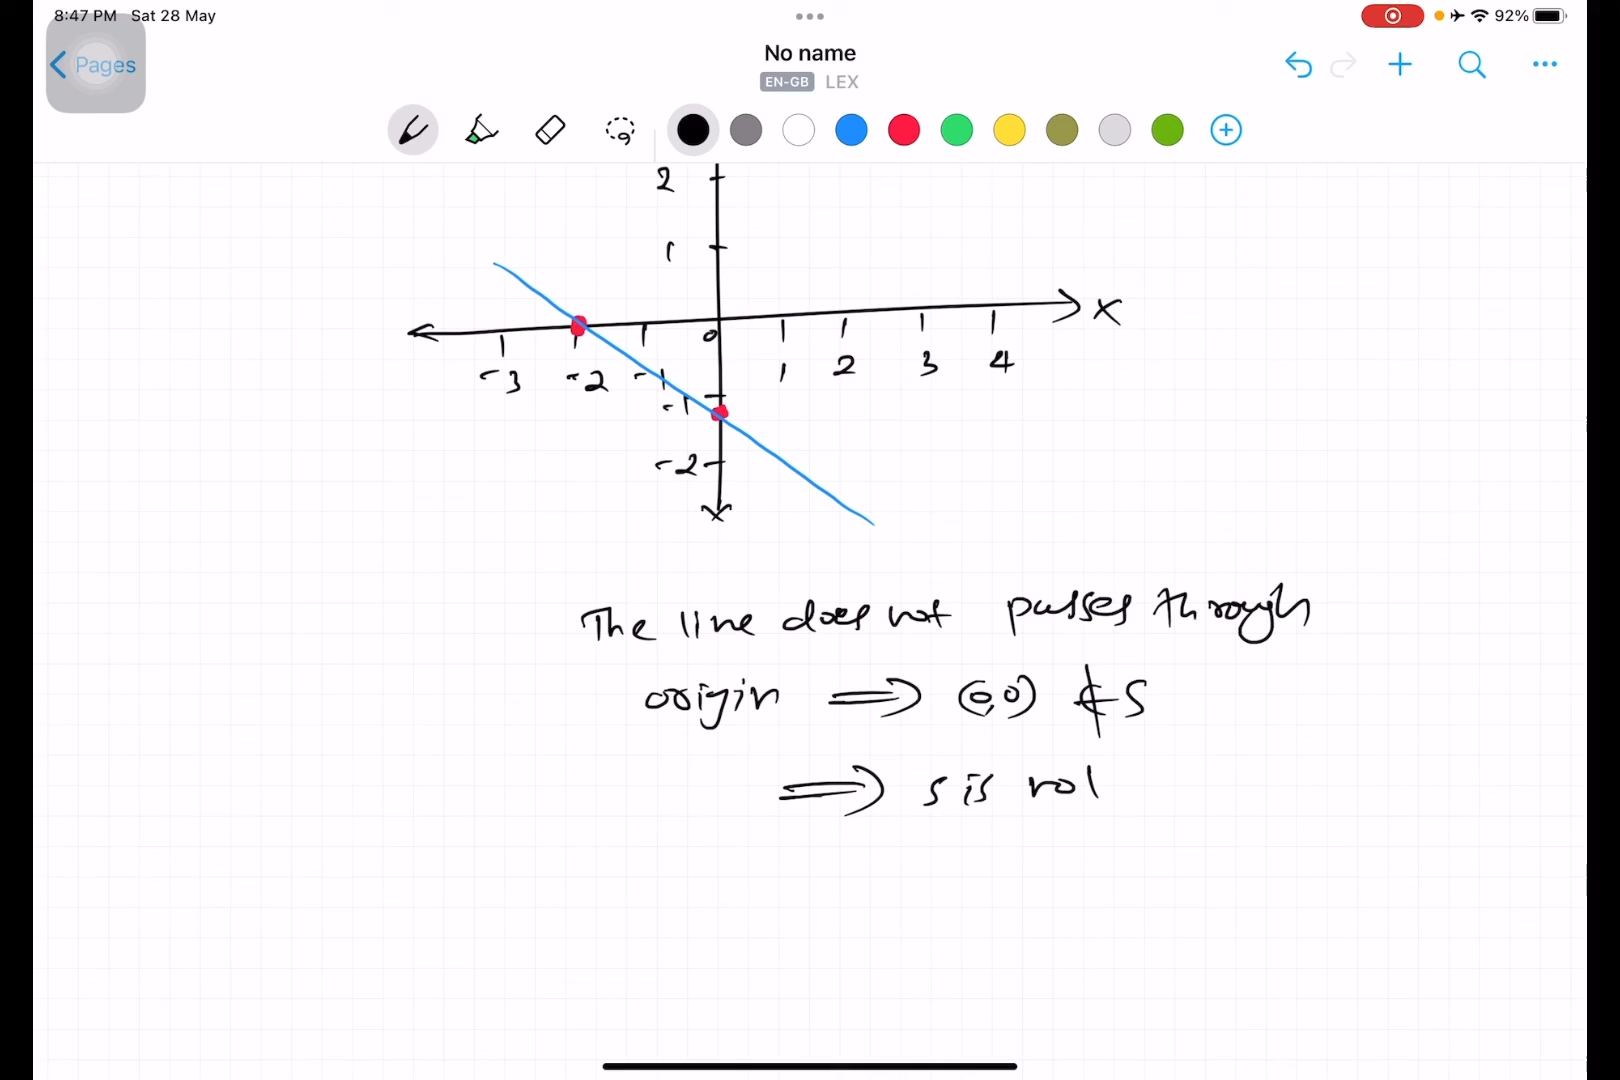 8:47 PM Sat 28 May
92%
Pages
No name
EN-GB LEX
2
1
X
0
-3 -2 -1 1 2 3 4
-1
-2
The line does not passes through
origin ⟹ (0,0) ∉ S
⟹ S is not